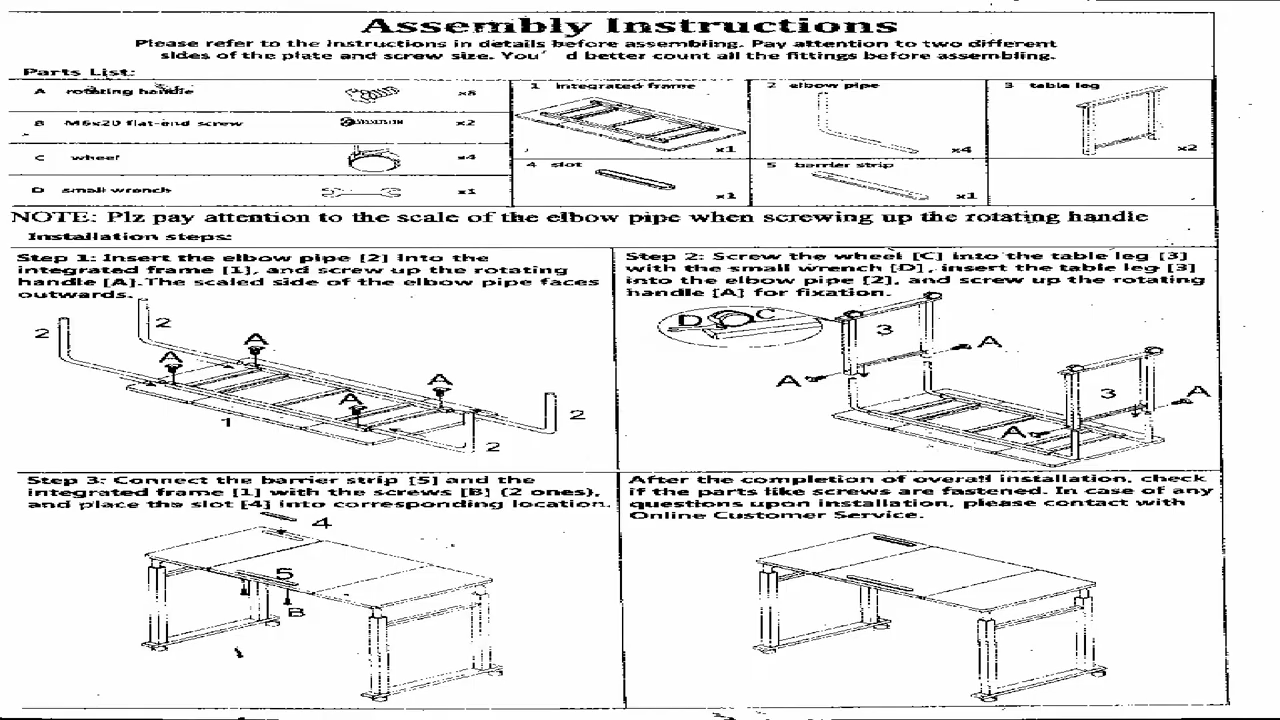 Assembly Instructions
Please refer to the instructions in details before assembling. Pay attention to two different
sides of the plate and screw size. You'd better count all the fittings before assembling.
Parts List:
A rotating handle x8
B M6x20 flat-end screw x2
C wheel x4
D small wrench x1
1 integrated frame x1
2 elbow pipe x4
3 table leg x2
4 slot x1
5 barrier strip x1
NOTE: Plz pay attention to the scale of the elbow pipe when screwing up the rotating handle
Installation steps:
Step 1: Insert the elbow pipe [2] into the
integrated frame [1], and screw up the rotating
handle [A].The scaled side of the elbow pipe faces
outwards.
2
2
A
A
A
A
1
2
2
Step 2: Screw the wheel [C] into the table leg [3]
with the small wrench [D], insert the table leg [3]
into the elbow pipe [2], and screw up the rotating
handle [A] for fixation.
D
C
3
A
A
3
A
A
Step 3: Connect the barrier strip [5] and the
integrated frame [1] with the screws [B] (2 ones),
and place the slot [4] into corresponding location.
4
5
B
After the completion of overall installation, check
if the parts like screws are fastened. In case of any
questions upon installation, please contact with
Online Customer Service.